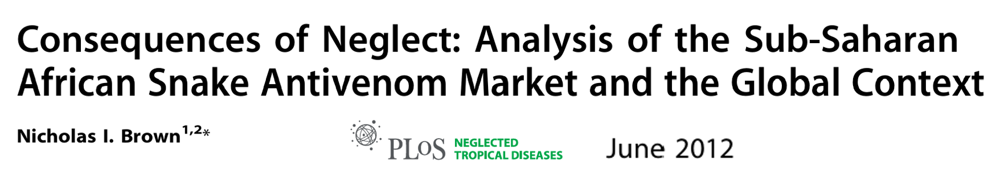 Consequences of Neglect: Analysis of the Sub-Saharan
African Snake Antivenom Market and the Global Context
Nicholas I. Brown1,2*
PLoS NEGLECTED
TROPICAL DISEASES
June 2012